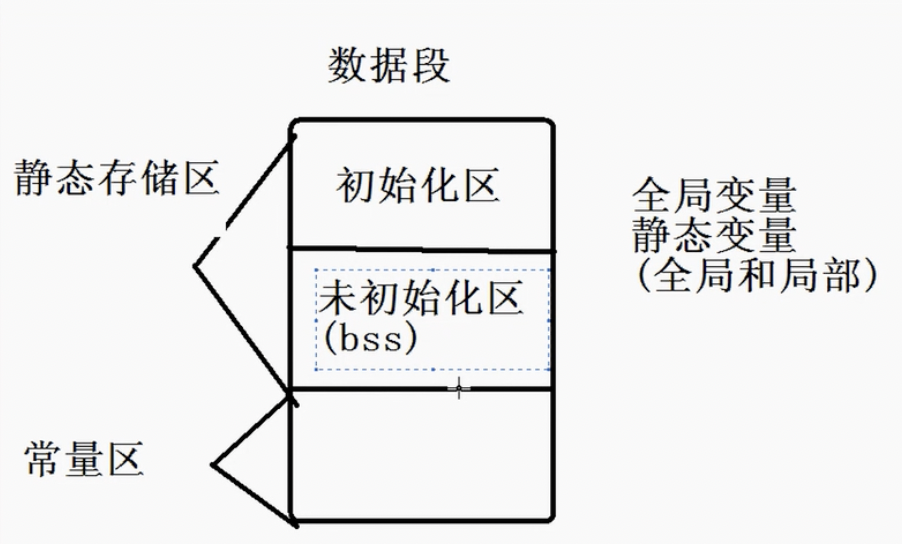 数据段
静态存储区
初始化区
全局变量
静态变量
(全局和局部)
未初始化区
(bss)
常量区